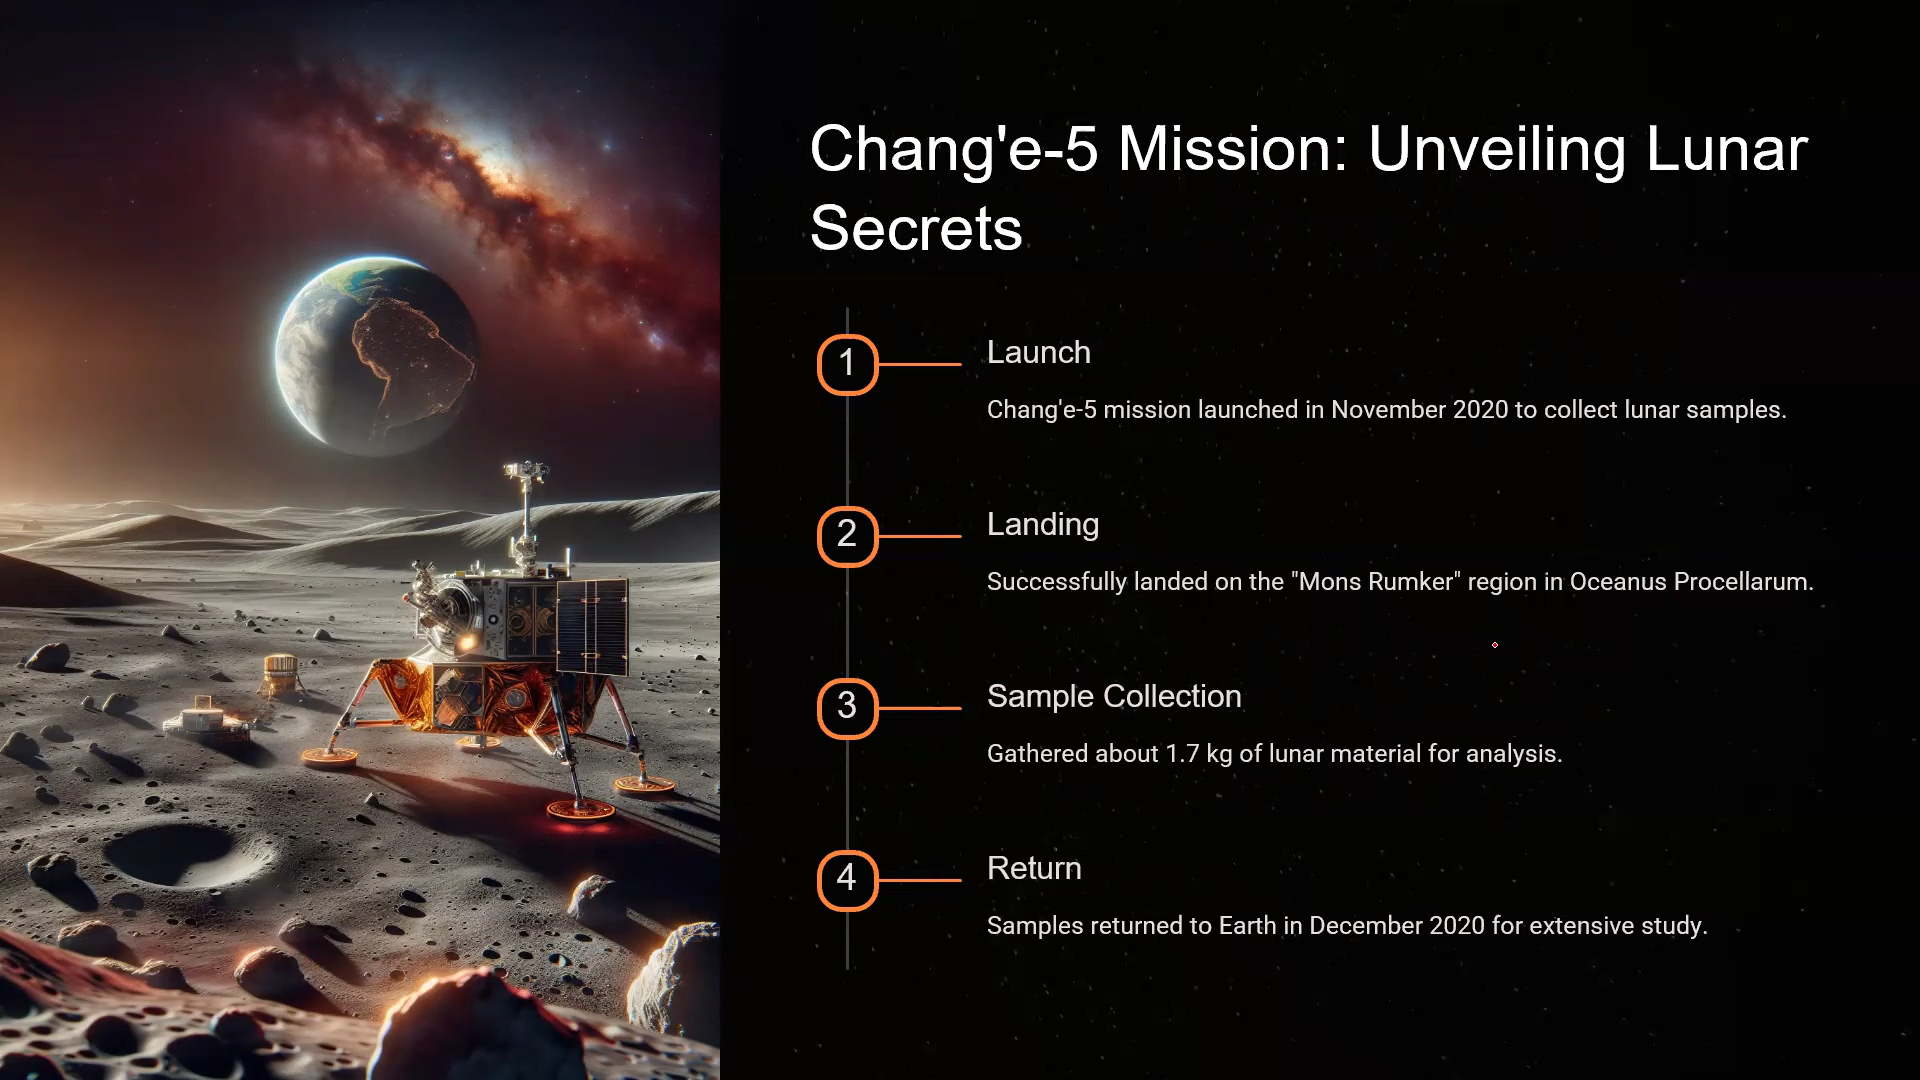 Chang'e-5 Mission: Unveiling Lunar
Secrets
1
Launch
Chang'e-5 mission launched in November 2020 to collect lunar samples.
2
Landing
Successfully landed on the "Mons Rumker" region in Oceanus Procellarum.
3
Sample Collection
Gathered about 1.7 kg of lunar material for analysis.
4
Return
Samples returned to Earth in December 2020 for extensive study.